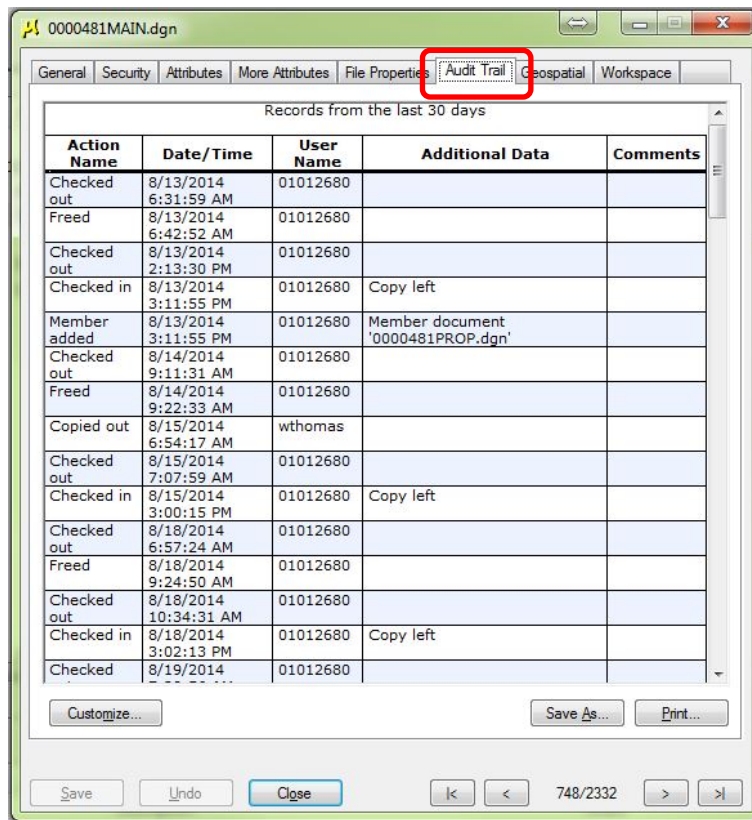 0000481MAIN.dgn
General Security Attributes More Attributes File Properties Audit Trail Geospatial Workspace
Records from the last 30 days
Action Name Date/Time User Name Additional Data Comments
Checked out 8/13/2014 6:31:59 AM 01012680
Freed 8/13/2014 6:42:52 AM 01012680
Checked out 8/13/2014 2:13:30 PM 01012680
Checked in 8/13/2014 3:11:55 PM 01012680 Copy left
Member added 8/13/2014 3:11:55 PM 01012680 Member document '0000481PROP.dgn'
Checked out 8/14/2014 9:11:31 AM 01012680
Freed 8/14/2014 9:22:33 AM 01012680
Copied out 8/15/2014 6:54:17 AM wthomas
Checked out 8/15/2014 7:07:59 AM 01012680
Checked in 8/15/2014 3:00:15 PM 01012680 Copy left
Checked out 8/18/2014 6:57:24 AM 01012680
Freed 8/18/2014 9:24:50 AM 01012680
Checked out 8/18/2014 10:34:31 AM 01012680
Checked in 8/18/2014 3:02:13 PM 01012680 Copy left
Checked 8/19/2014 01012680
Customize... Save As... Print...
Save Undo Close |< < 748/2332 > >|